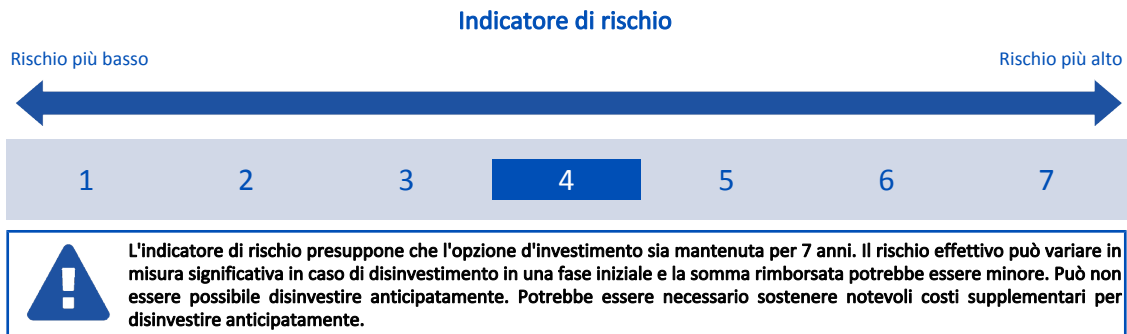 Indicatore di rischio
Rischio più basso
Rischio più alto
1 2 3 4 5 6 7
L'indicatore di rischio presuppone che l'opzione d'investimento sia mantenuta per 7 anni. Il rischio effettivo può variare in
misura significativa in caso di disinvestimento in una fase iniziale e la somma rimborsata potrebbe essere minore. Può non
essere possibile disinvestire anticipatamente. Potrebbe essere necessario sostenere notevoli costi supplementari per
disinvestire anticipatamente.